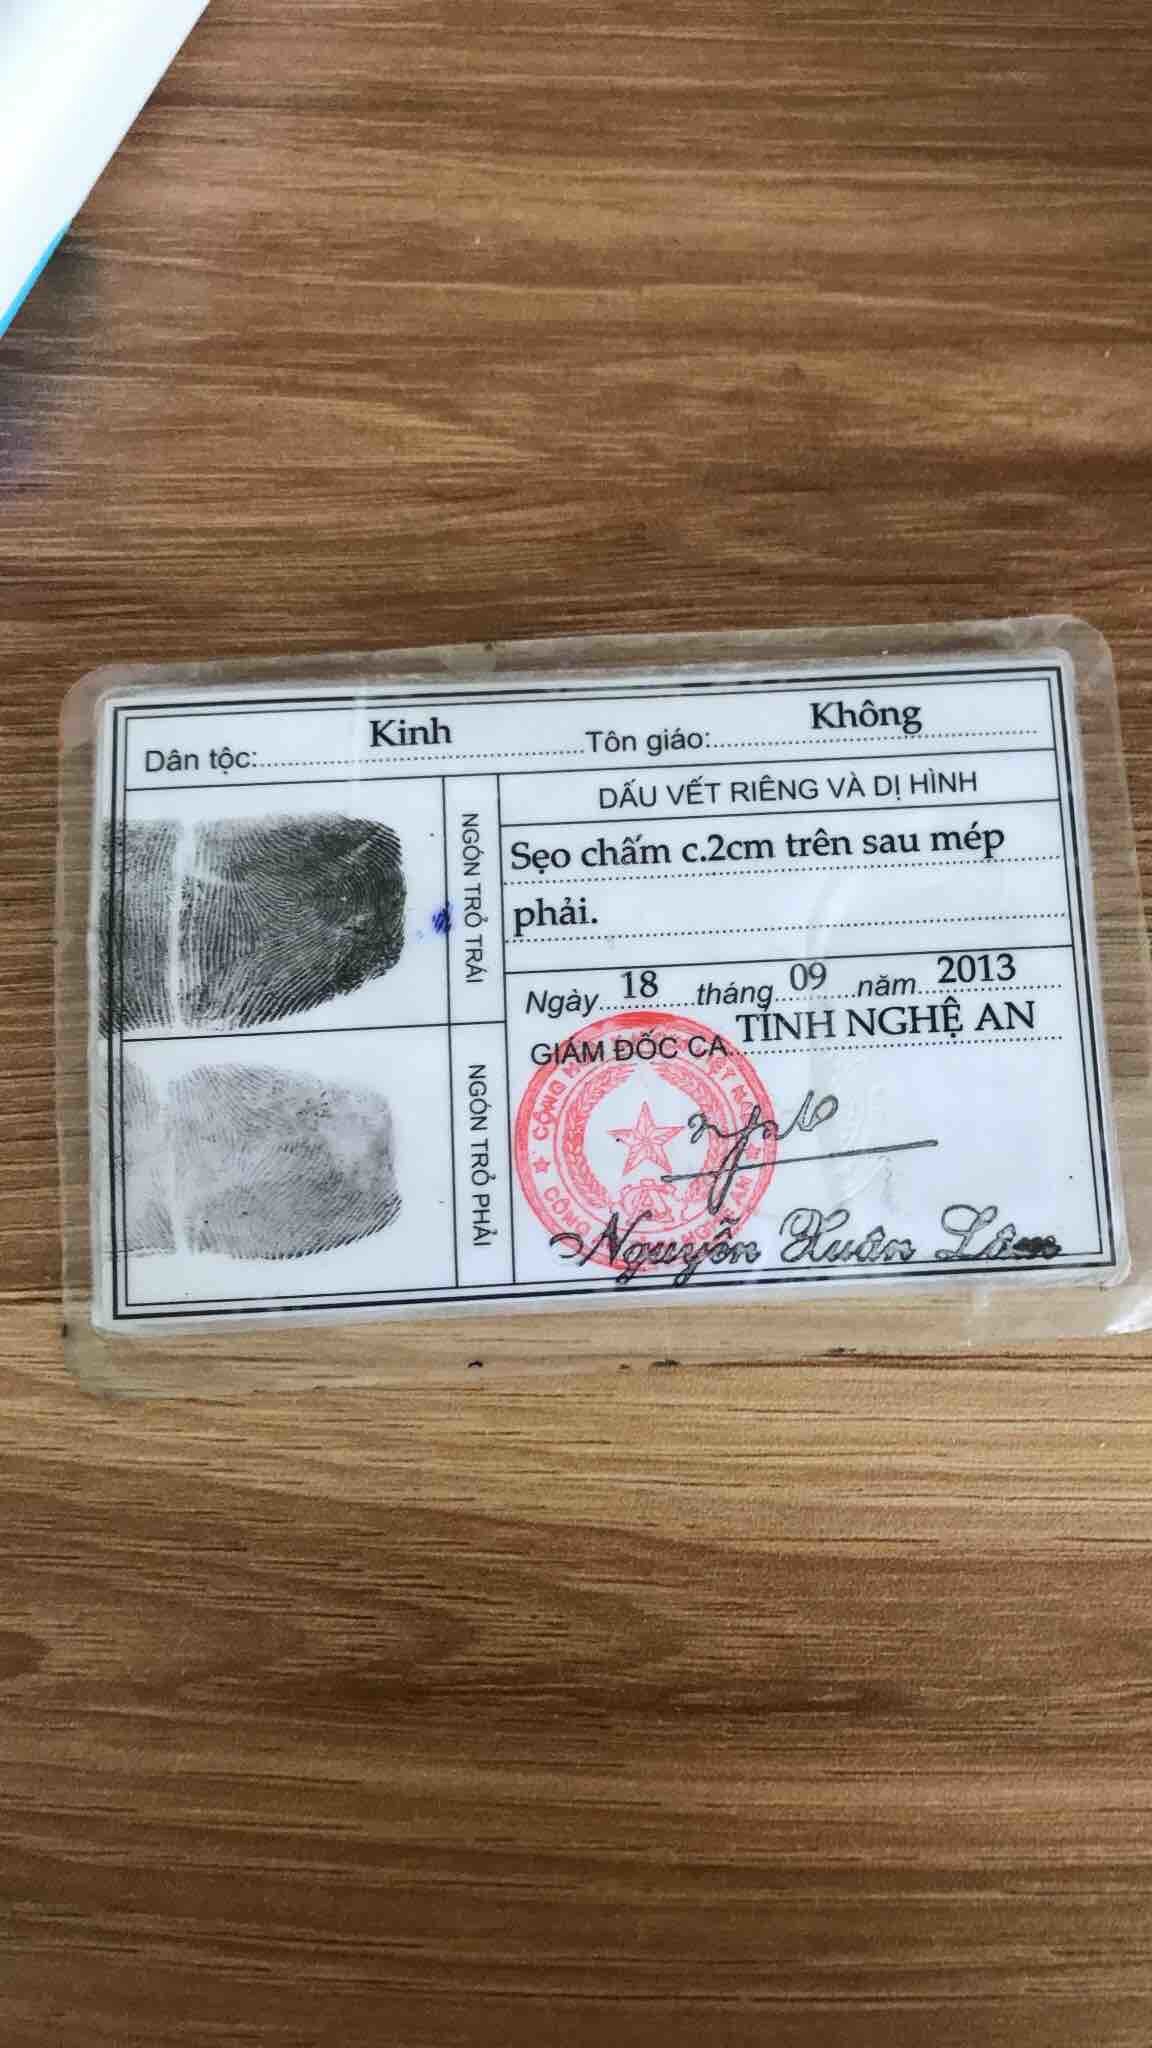 Dân tộc: Kinh Tôn giáo: Không
NGÓN TRỎ TRÁI
DẤU VẾT RIÊNG VÀ DỊ HÌNH
Sẹo chấm c.2cm trên sau mép
phải.
Ngày 18 tháng 09 năm 2013
GIÁM ĐỐC CA TỈNH NGHỆ AN
NGÓN TRỎ PHẢI
Nguyễn Xuân Lâm